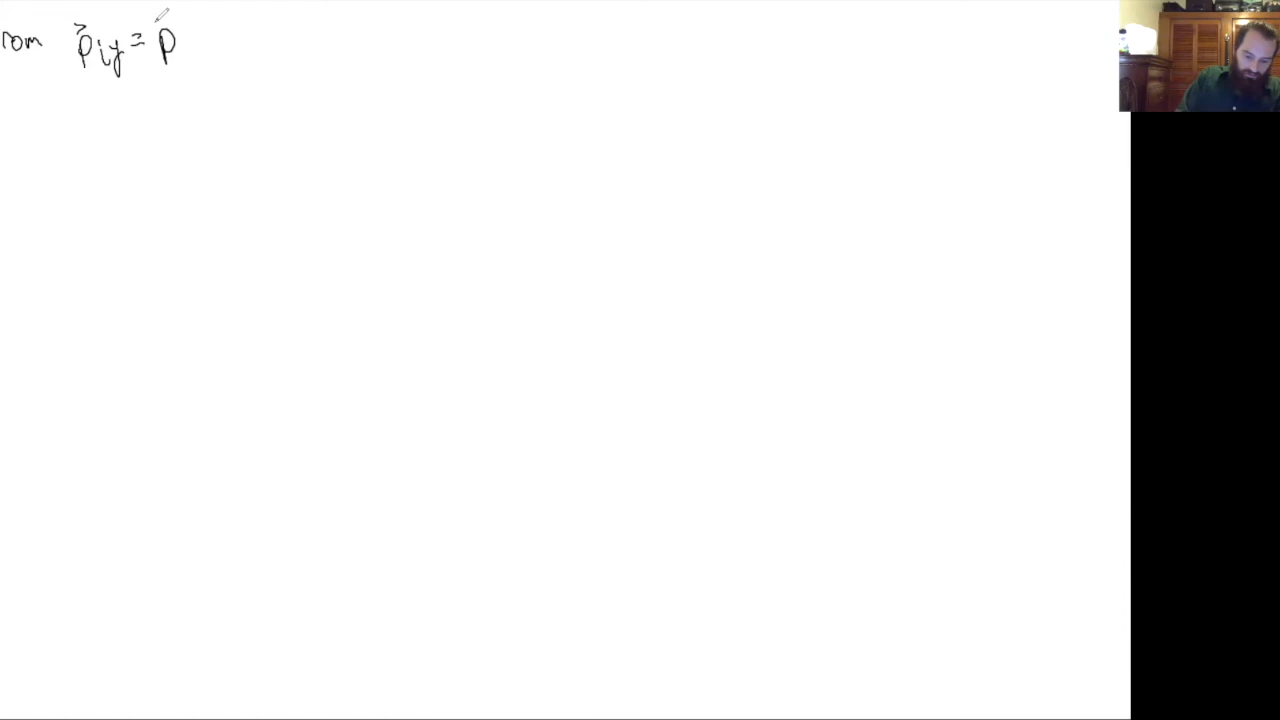 rom p⃗iy = p